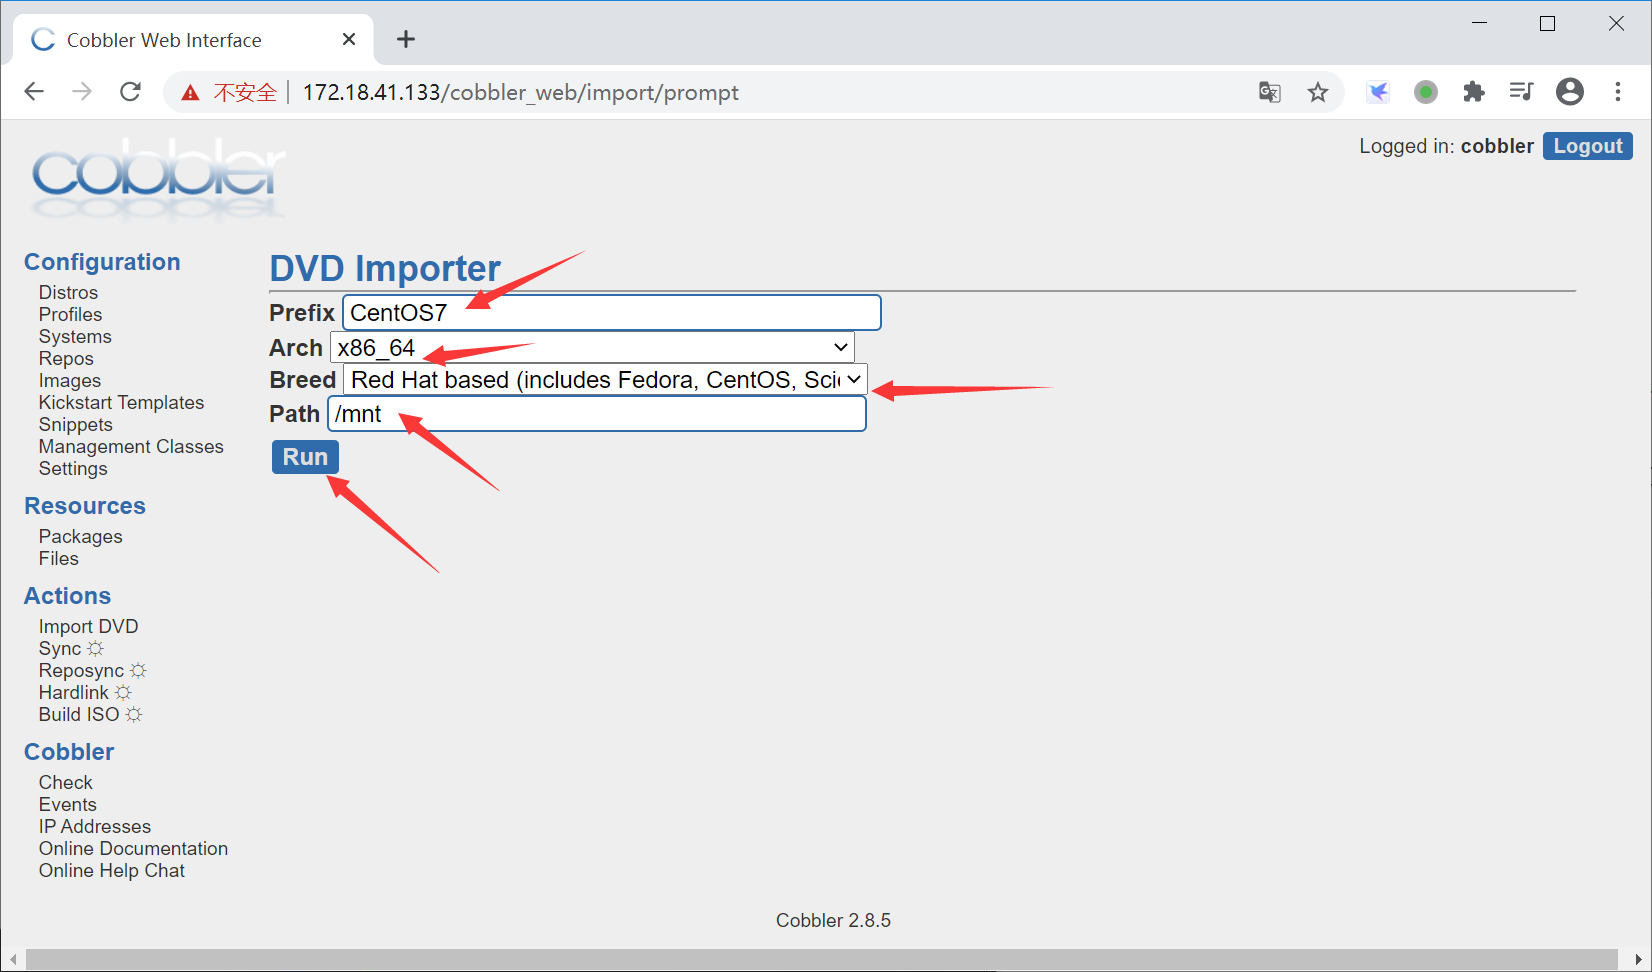 Cobbler Web Interface
不安全 172.18.41.133/cobbler_web/import/prompt
Logged in: cobbler Logout
cobbler
Configuration
Distros
Profiles
Systems
Repos
Images
Kickstart Templates
Snippets
Management Classes
Settings
Resources
Packages
Files
Actions
Import DVD
Sync
Reposync
Hardlink
Build ISO
Cobbler
Check
Events
IP Addresses
Online Documentation
Online Help Chat
DVD Importer
Prefix CentOS7
Arch x86_64
Breed Red Hat based (includes Fedora, CentOS, Sci
Path /mnt
Run
Cobbler 2.8.5